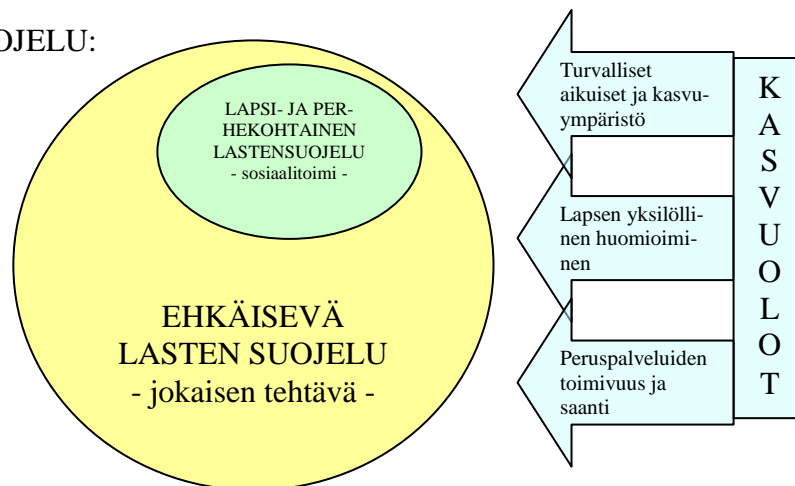 OJELU:
LAPSI- JA PER-
HEKOHTAINEN
LASTENSUOJELU
- sosiaalitoimi -
EHKÄISEVÄ
LASTEN SUOJELU
- jokaisen tehtävä -
Turvalliset
aikuiset ja kasvu-
ympäristö
Lapsen yksilölli-
nen huomioimi-
nen
Peruspalveluiden
toimivuus ja
saanti
K
A
S
V
U
O
L
O
T